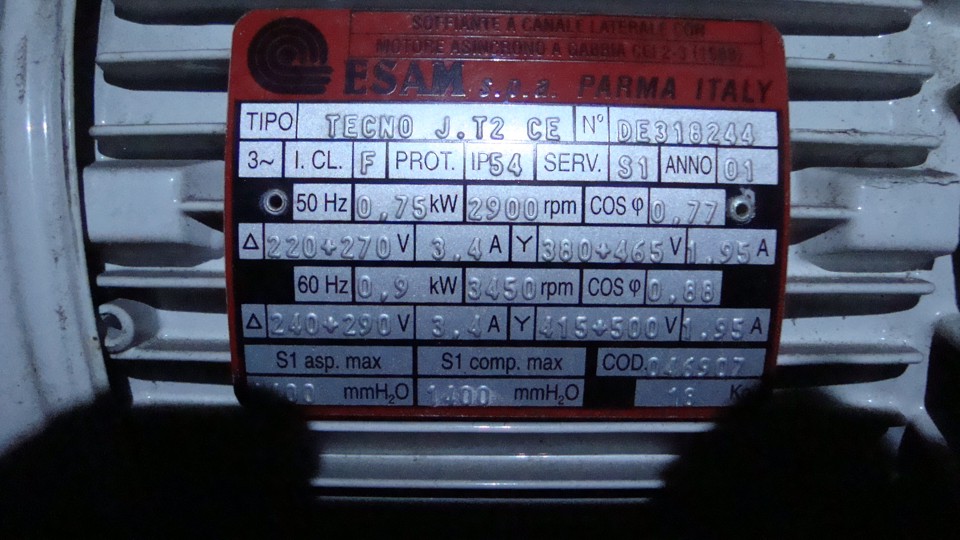 SOFFIANTE A CANALE LATERALE CON
MOTORE ASINCRONO A GABBIA CEI 2-3 (1988)
ESAM s.p.a. PARMA ITALY
TIPO TECNO J.T2 CE N° DE318244
3~ I. CL. F PROT. IP54 SERV. S1 ANNO 01
50 Hz 0,75 kW 2900 rpm COS φ 0,77
Δ 220÷270 V 3.4 A Y 380÷465 V 1.95 A
60 Hz 0,9 kW 3450 rpm COS φ 0,88
Δ 240÷290 V 3.4 A Y 415÷500 V 1.95 A
S1 asp. max S1 comp. max COD. 046907
mmH₂O 1400 mmH₂O